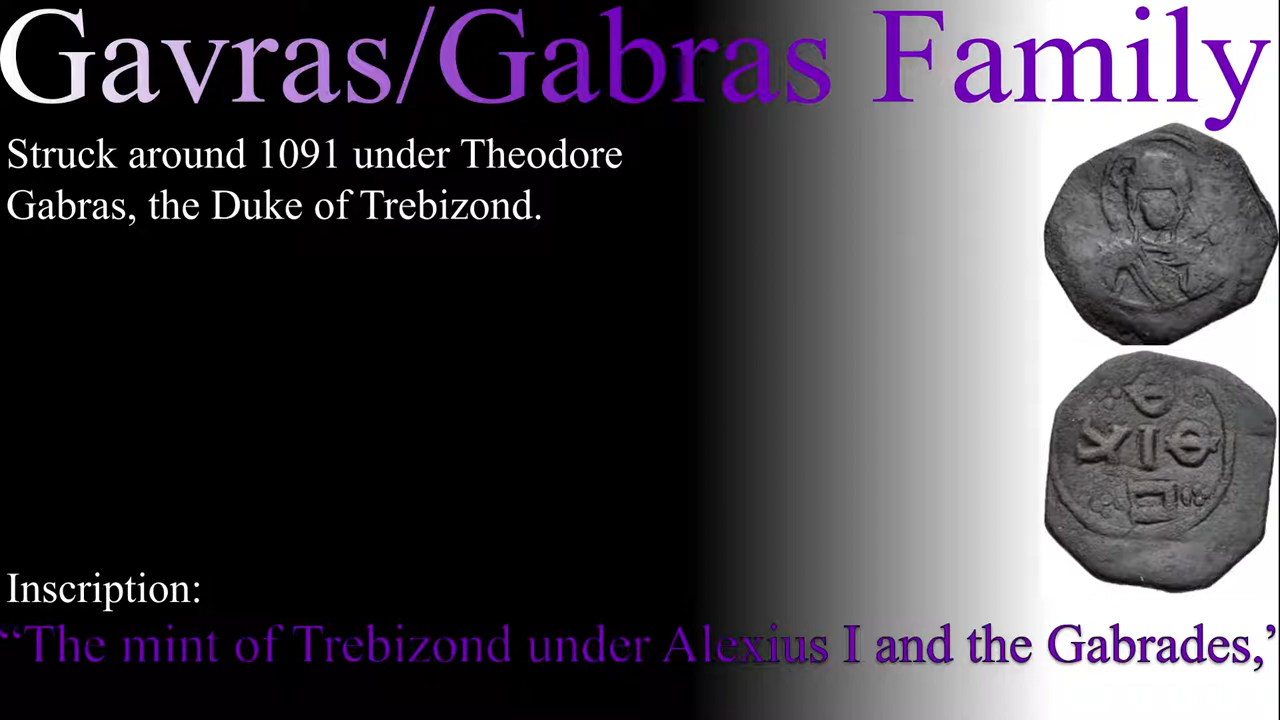 Gavras/Gabras Family
Struck around 1091 under Theodore
Gabras, the Duke of Trebizond.
Inscription:
“The mint of Trebizond under Alexius I and the Gabrades,”